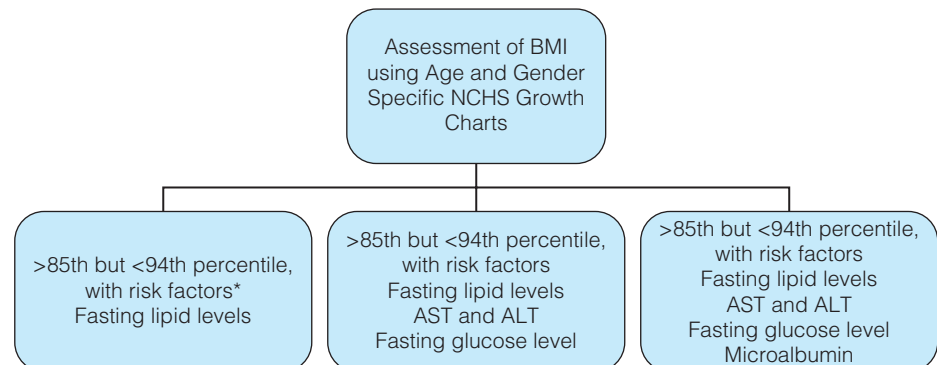 Assessment of BMI
using Age and Gender
Specific NCHS Growth
Charts
>85th but <94th percentile,
with risk factors*
Fasting lipid levels
>85th but <94th percentile,
with risk factors
Fasting lipid levels
AST and ALT
Fasting glucose level
>85th but <94th percentile,
with risk factors
Fasting lipid levels
AST and ALT
Fasting glucose level
Microalbumin